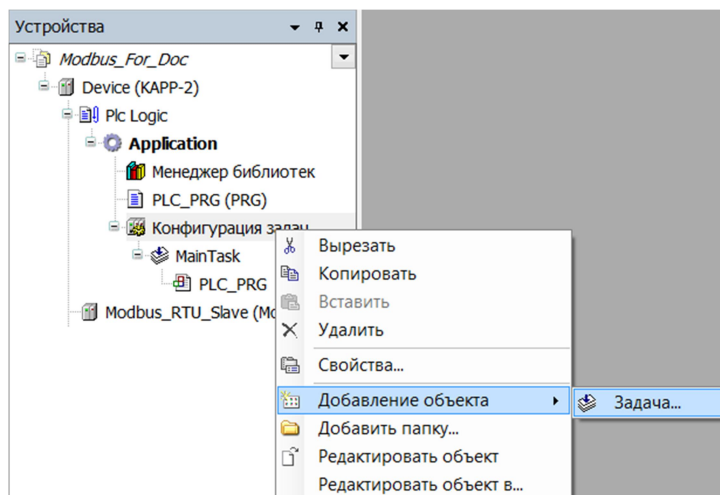 Устройства
Modbus_For_Doc
Device (КАРР-2)
Plc Logic
Application
Менеджер библиотек
PLC_PRG (PRG)
Конфигурация задач
MainTask
PLC_PRG
Modbus_RTU_Slave (Mo
Вырезать
Копировать
Вставить
Удалить
Свойства...
Добавление объекта
Задача...
Добавить папку...
Редактировать объект
Редактировать объект в...